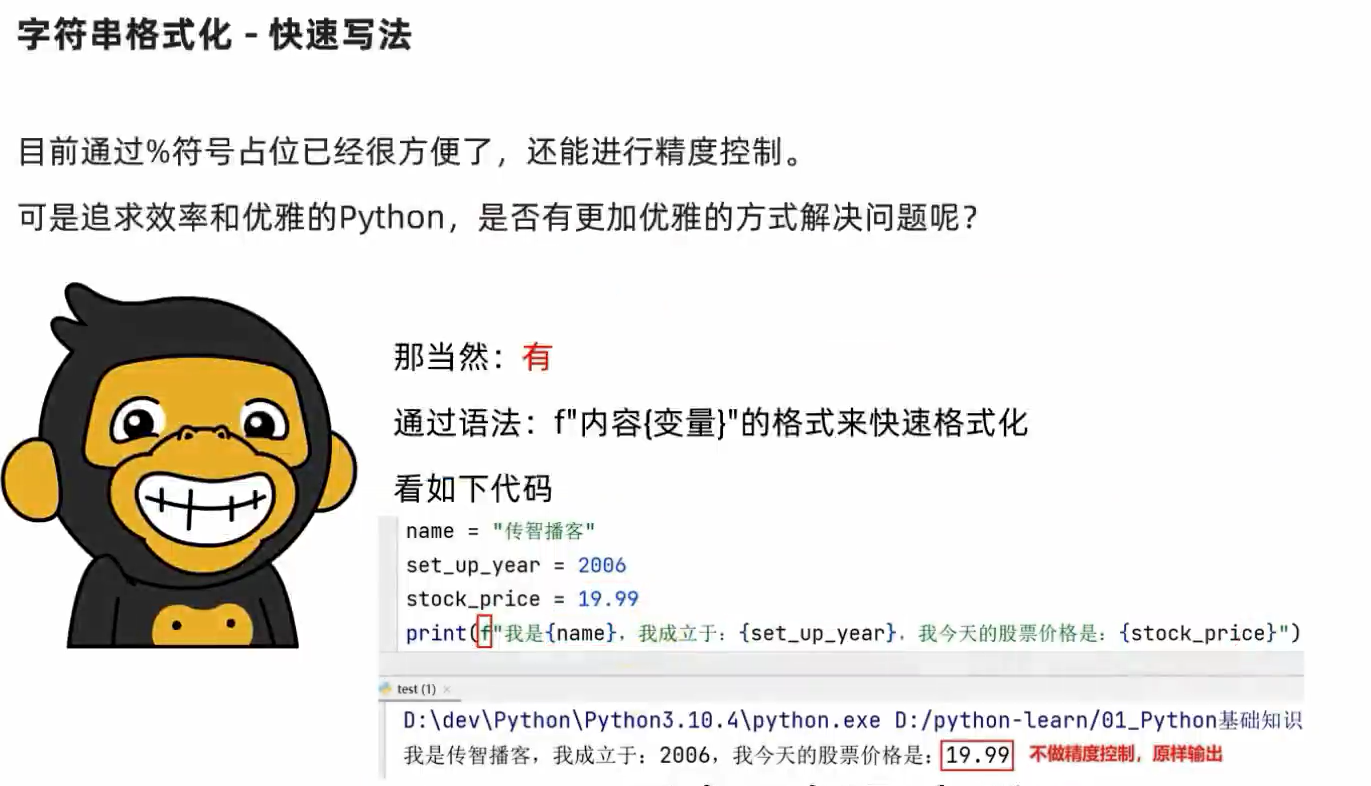 字符串格式化 - 快速写法
目前通过%符号占位已经很方便了，还能进行精度控制。
可是追求效率和优雅的Python，是否有更加优雅的方式解决问题呢？
那当然：有
通过语法：f"内容{变量}"的格式来快速格式化
看如下代码
name = "传智播客"
set_up_year = 2006
stock_price = 19.99
print(f"我是{name}，我成立于：{set_up_year}，我今天的股票价格是：{stock_price}")
test (1) ×
D:\dev\Python\Python3.10.4\python.exe D:/python-learn/01_Python基础知识
我是传智播客，我成立于：2006，我今天的股票价格是：19.99 不做精度控制，原样输出